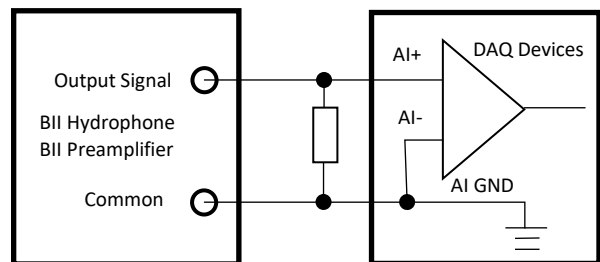 Output Signal
BII Hydrophone
BII Preamplifier
Common
AI+
DAQ Devices
AI-
AI GND